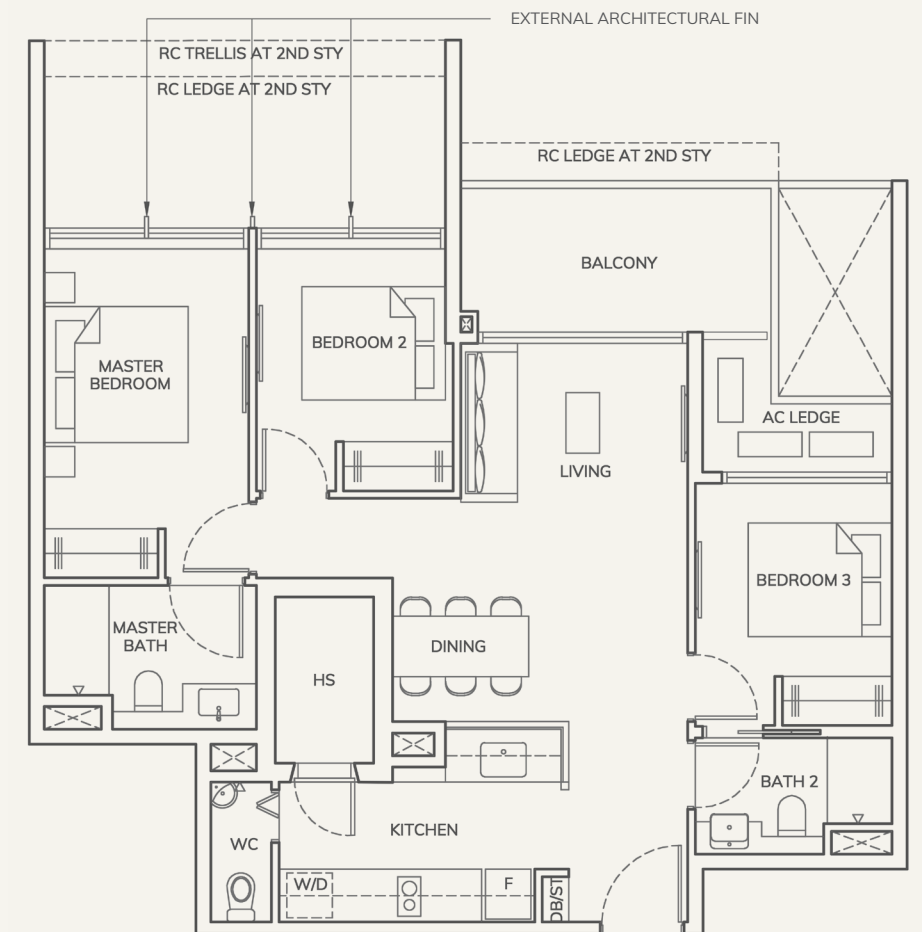 EXTERNAL ARCHITECTURAL FIN
RC TRELLIS AT 2ND STY
RC LEDGE AT 2ND STY
RC LEDGE AT 2ND STY
BALCONY
BEDROOM 2
MASTER
BEDROOM
AC LEDGE
LIVING
BEDROOM 3
MASTER
BATH
DINING
HS
BATH 2
KITCHEN
WC
W/D
F
DB/ST